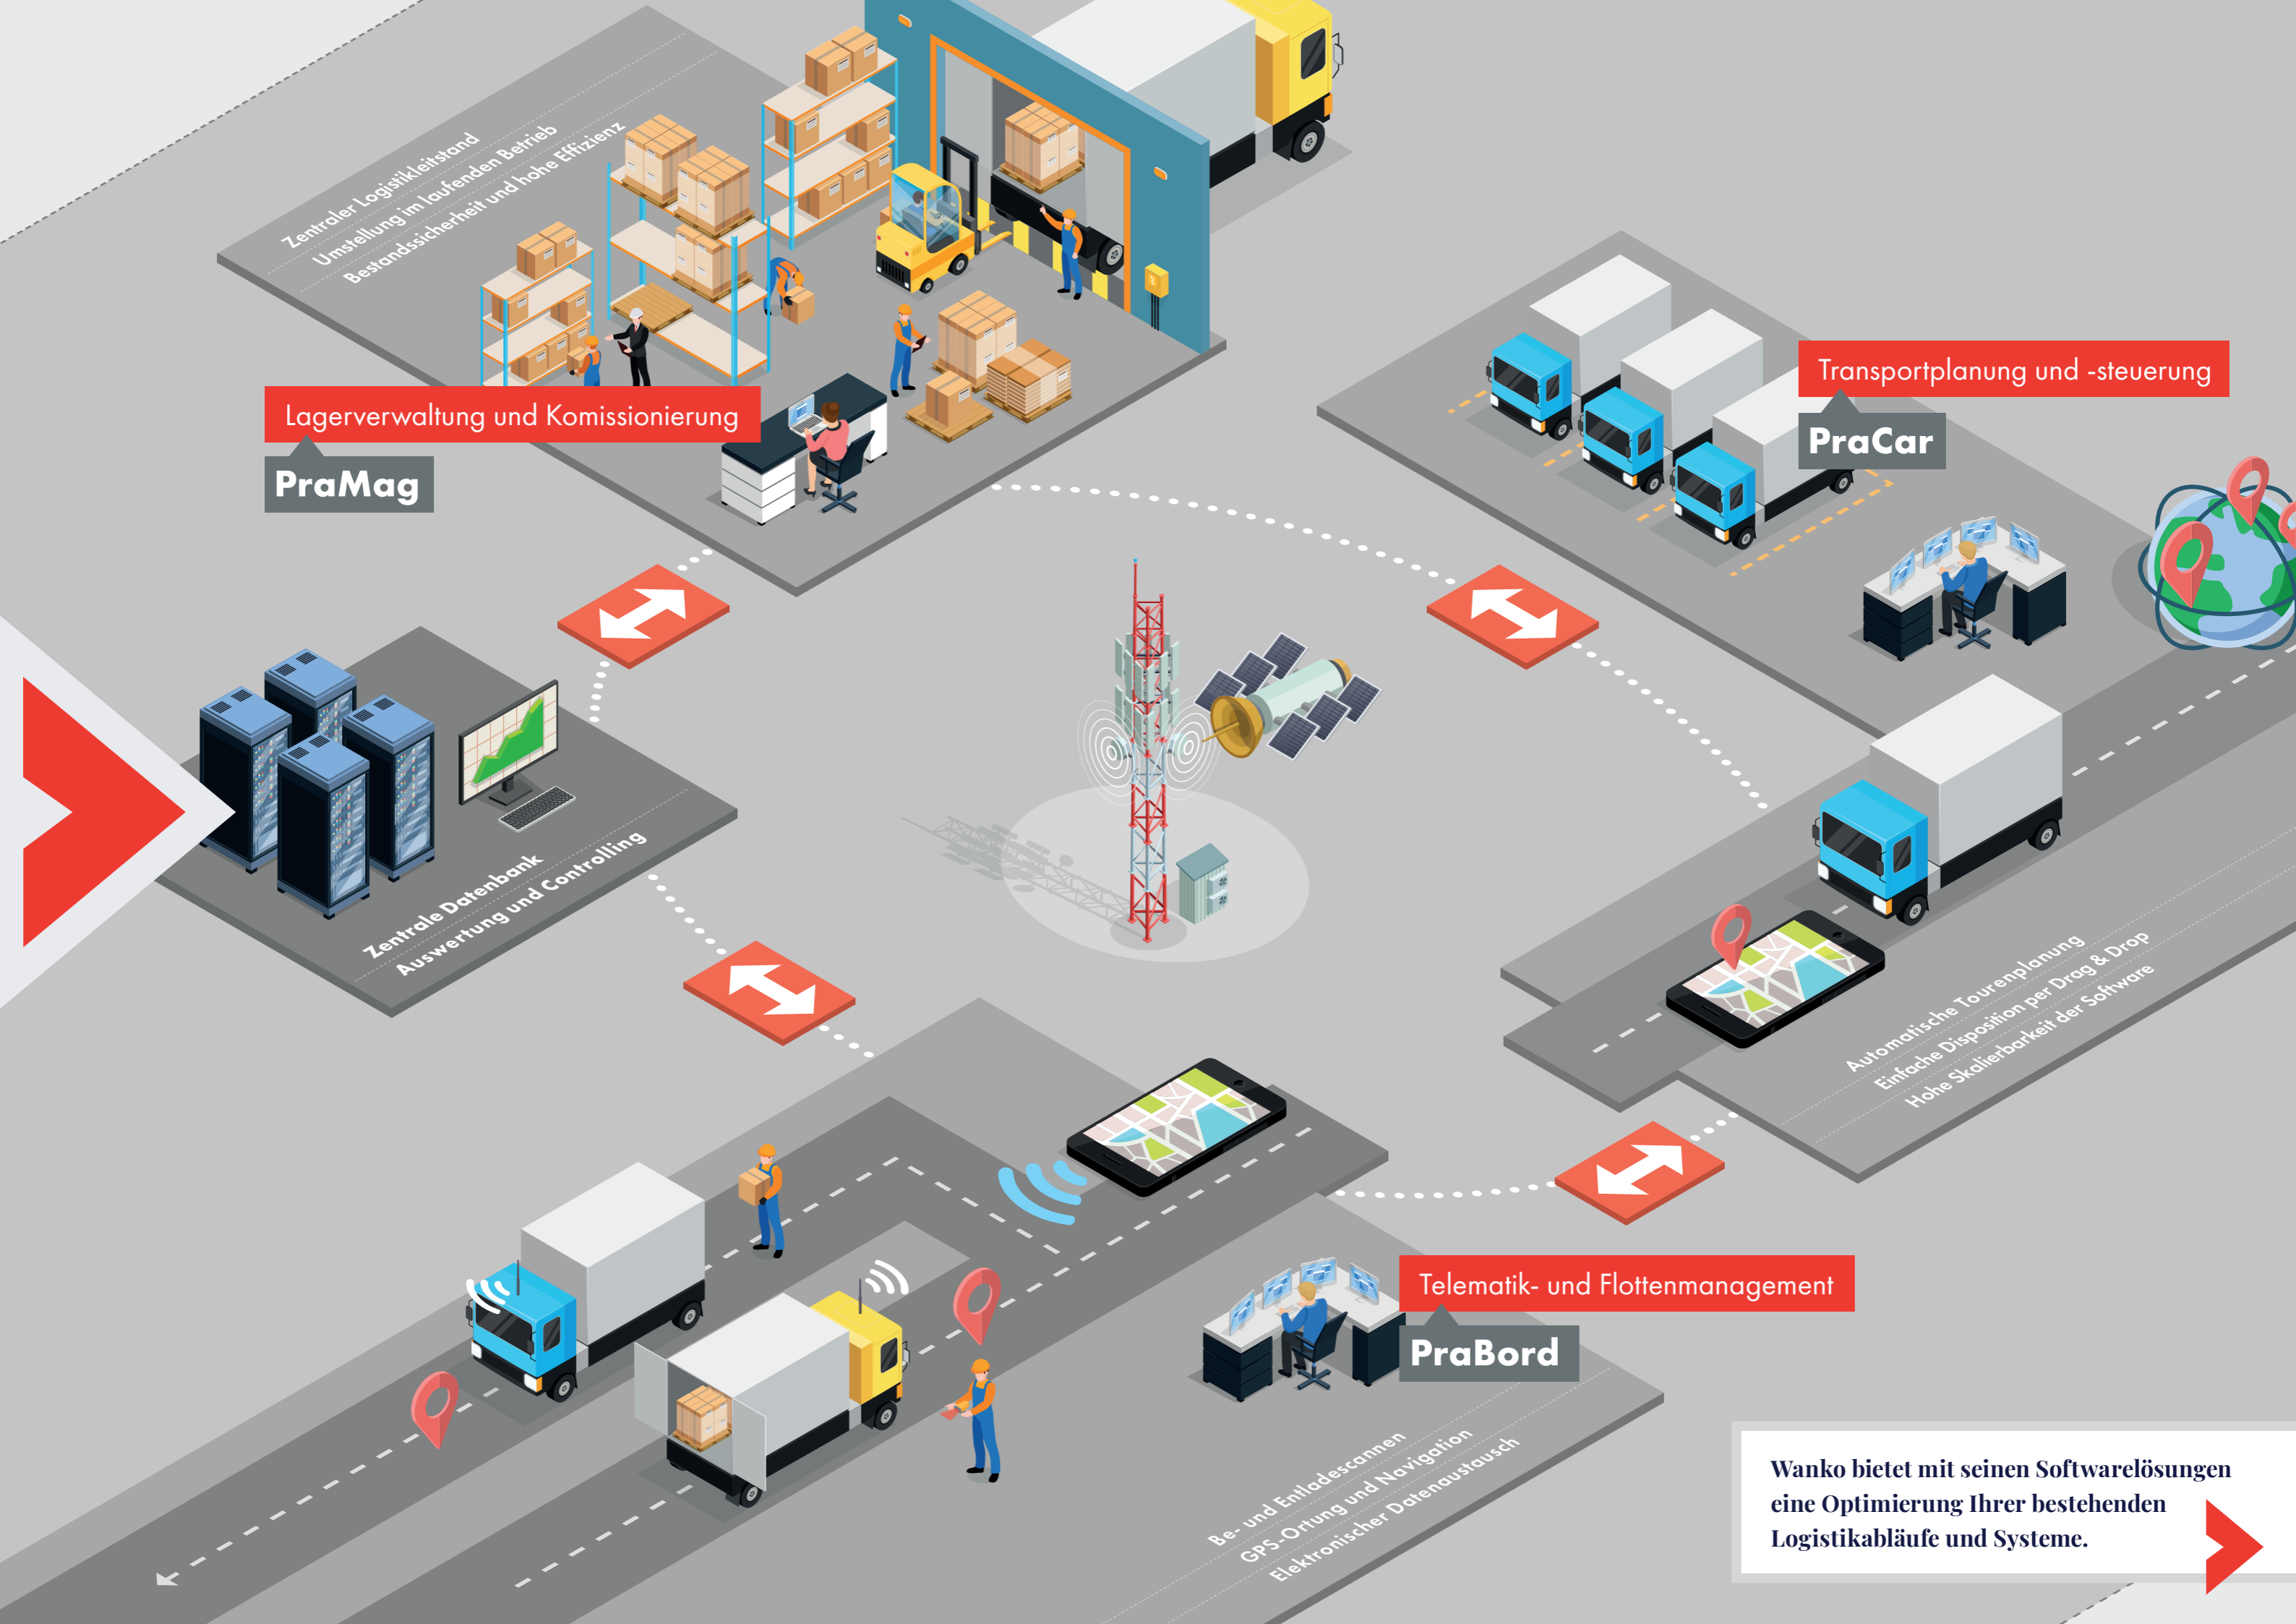 Zentraler Logistikleitstand
Umstellung im laufenden Betrieb
Bestandssicherheit und hohe Effizienz
Lagerverwaltung und Komissionierung
PraMag
Transportplanung und -steuerung
PraCar
Zentrale Datenbank
Auswertung und Controlling
Automatische Tourenplanung
Einfache Disposition per Drag & Drop
Hohe Skalierbarkeit der Software
Telematik- und Flottenmanagement
PraBord
Be- und Entladescannen
GPS-Ortung und Navigation
Elektronischer Datenaustausch
Wanko bietet mit seinen Softwarelösungen
eine Optimierung Ihrer bestehenden
Logistikabläufe und Systeme.